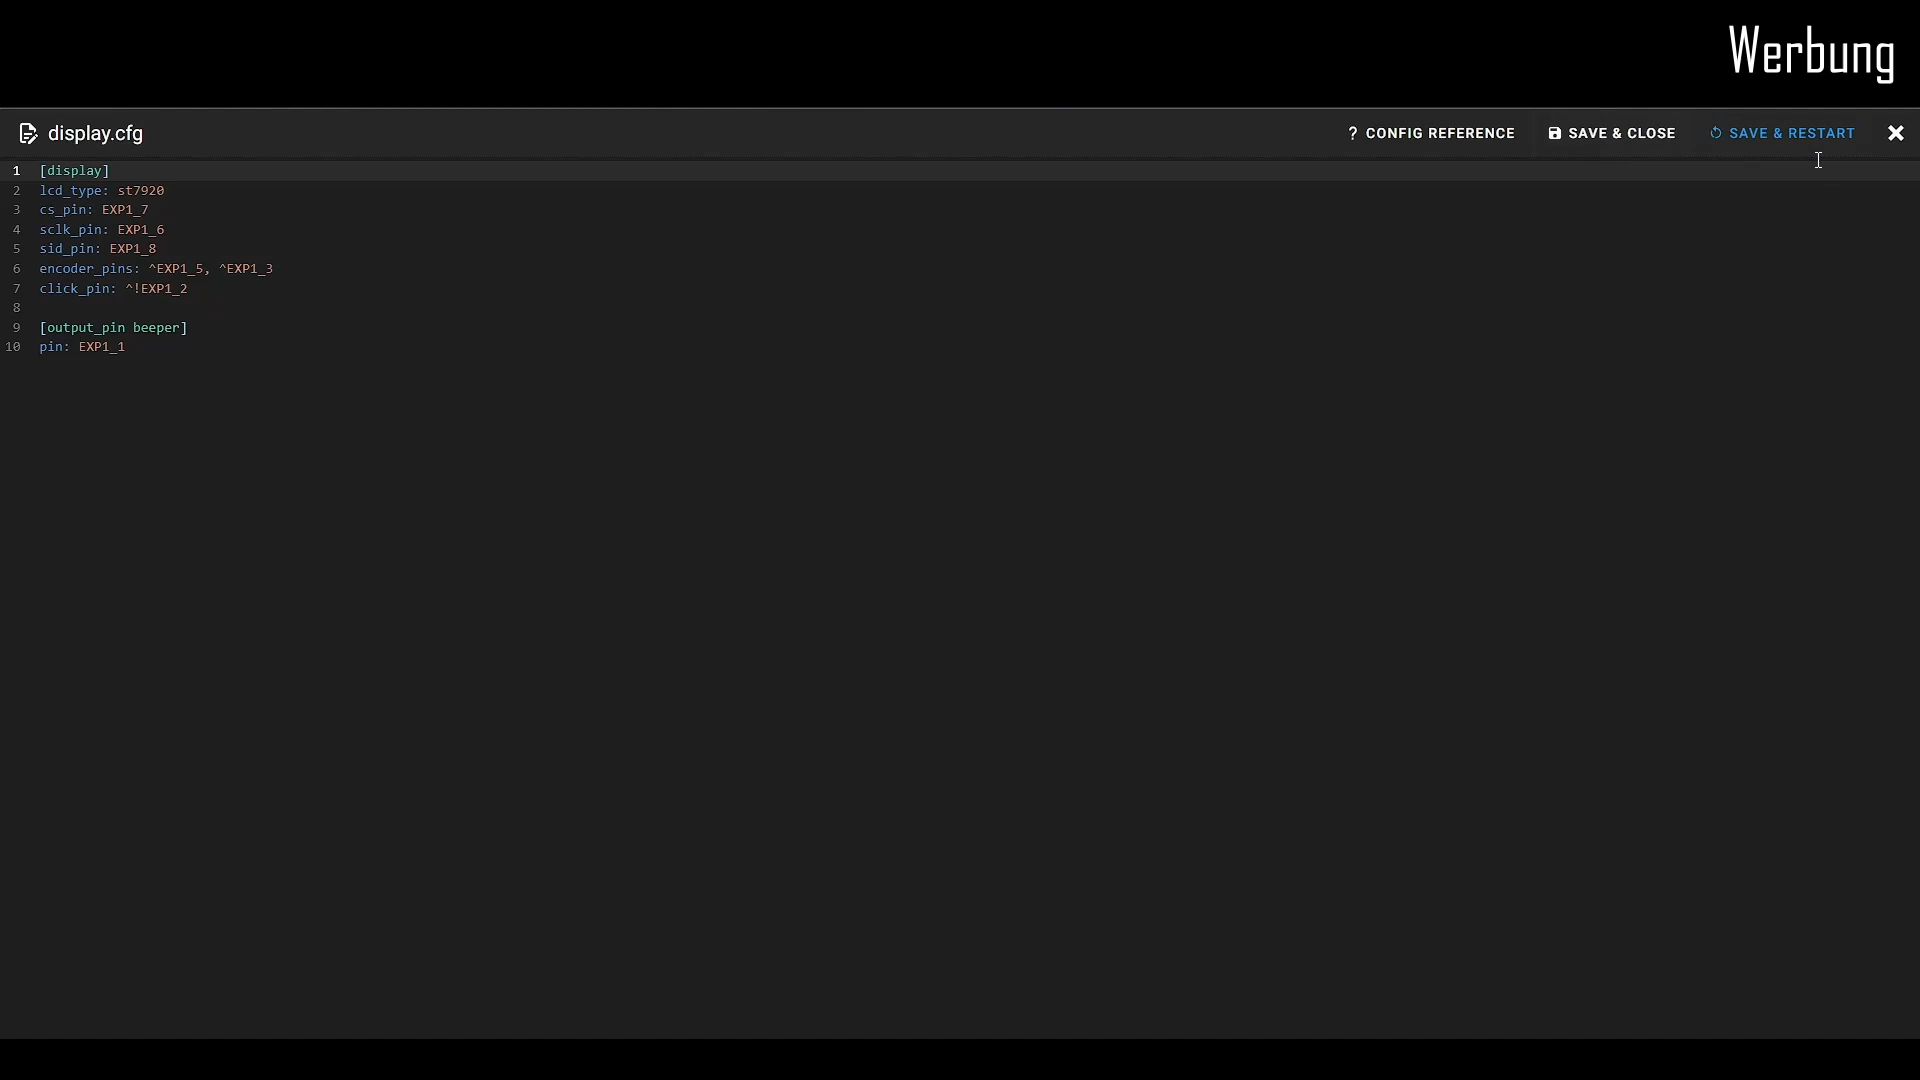 Werbung
display.cfg
? CONFIG REFERENCE SAVE & CLOSE SAVE & RESTART
1 [display]
2 lcd_type: st7920
3 cs_pin: EXP1_7
4 sclk_pin: EXP1_6
5 sid_pin: EXP1_8
6 encoder_pins: ^EXP1_5, ^EXP1_3
7 click_pin: ^!EXP1_2
8
9 [output_pin beeper]
10 pin: EXP1_1